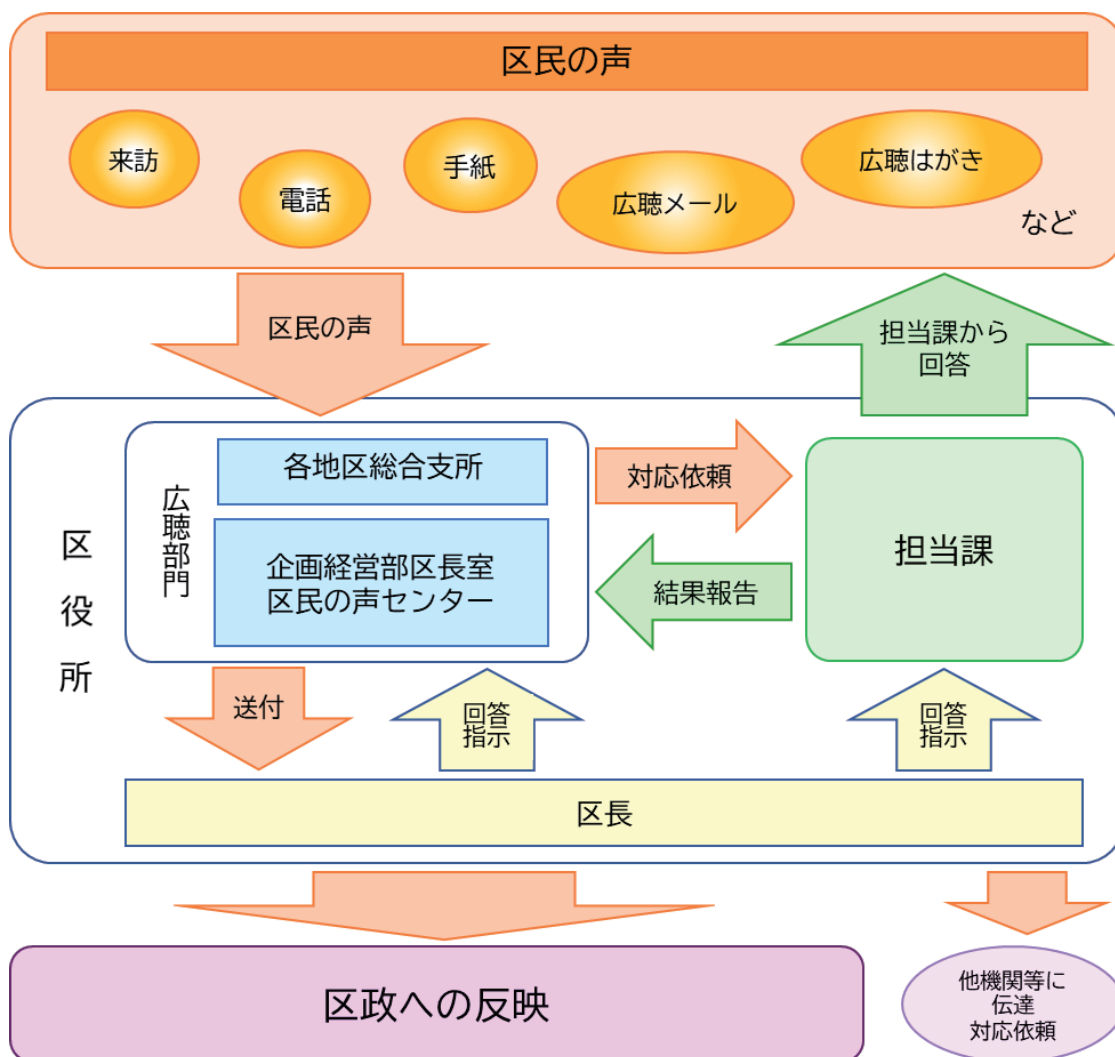 区民の声
来訪
電話
手紙
広聴メール
広聴はがき
など
区民の声
担当課から
回答
区役所
広聴部門
各地区総合支所
企画経営部区長室
区民の声センター
対応依頼
結果報告
担当課
送付
回答
指示
回答
指示
区長
区政への反映
他機関等に
伝達
対応依頼